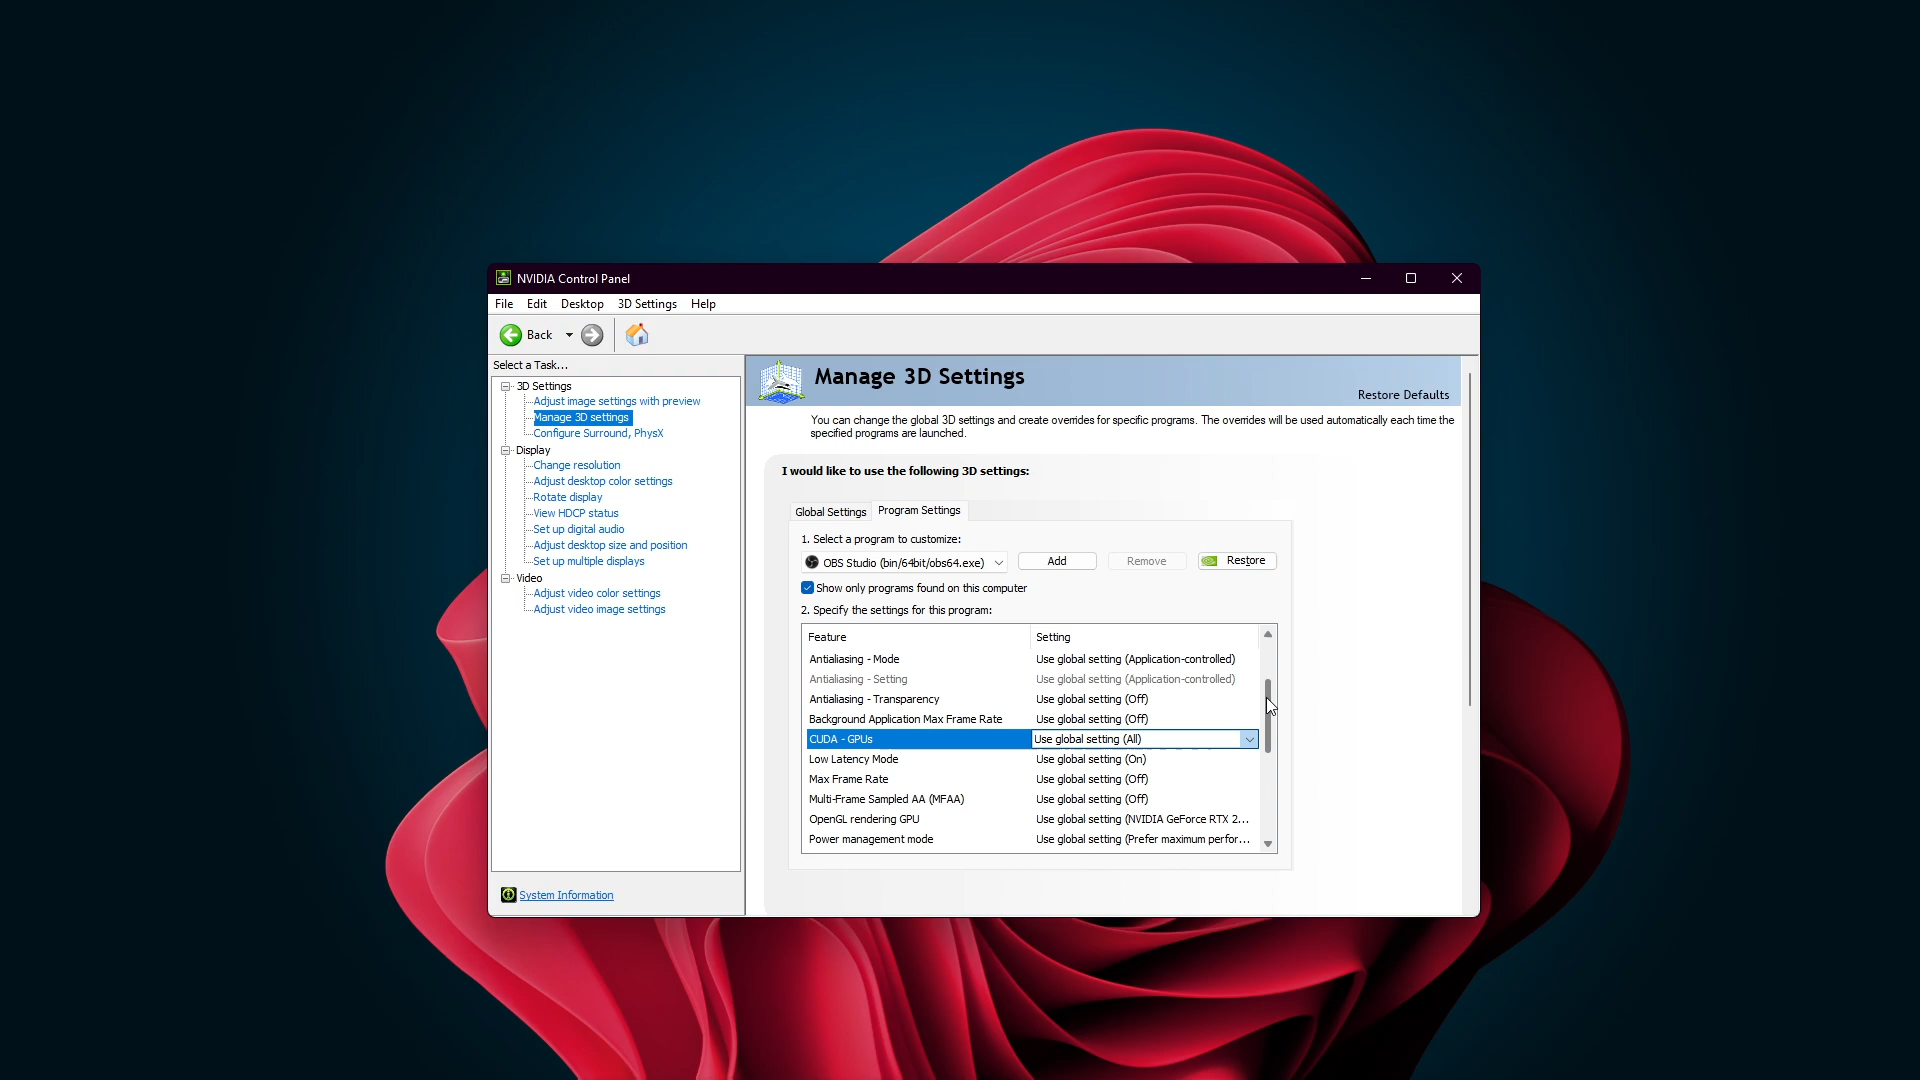 NVIDIA Control Panel
File Edit Desktop 3D Settings Help
Back
Select a Task...
3D Settings
Adjust image settings with preview
Manage 3D settings
Configure Surround, PhysX
Display
Change resolution
Adjust desktop color settings
Rotate display
View HDCP status
Set up digital audio
Adjust desktop size and position
Set up multiple displays
Video
Adjust video color settings
Adjust video image settings
System Information
Manage 3D Settings
Restore Defaults
You can change the global 3D settings and create overrides for specific programs. The overrides will be used automatically each time the
specified programs are launched.
I would like to use the following 3D settings:
Global Settings Program Settings
1. Select a program to customize:
OBS Studio (bin/64bit/obs64.exe) Add Remove Restore
Show only programs found on this computer
2. Specify the settings for this program:
Feature Setting
Antialiasing - Mode Use global setting (Application-controlled)
Antialiasing - Setting Use global setting (Application-controlled)
Antialiasing - Transparency Use global setting (Off)
Background Application Max Frame Rate Use global setting (Off)
CUDA - GPUs Use global setting (All)
Low Latency Mode Use global setting (On)
Max Frame Rate Use global setting (Off)
Multi-Frame Sampled AA (MFAA) Use global setting (Off)
OpenGL rendering GPU Use global setting (NVIDIA GeForce RTX 2...
Power management mode Use global setting (Prefer maximum perfor...